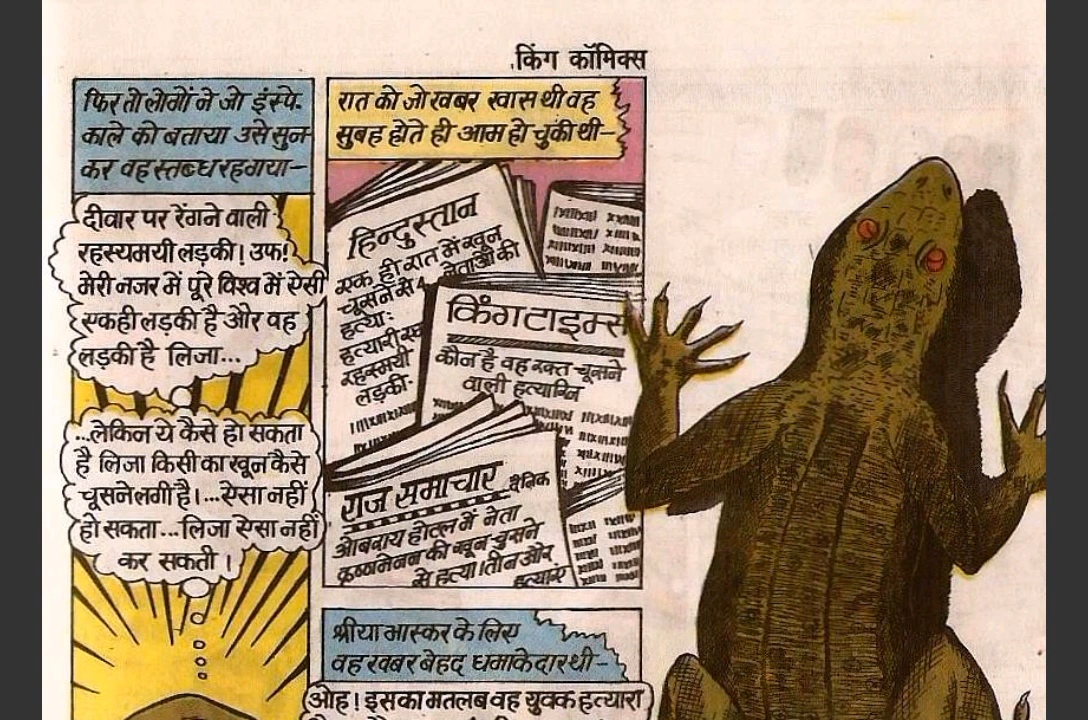 किंग कॉमिक्स
फिर तो लोगों ने जो इंस्पे.
काले को बताया उसे सुन-
कर वह स्तब्ध रह गया-
दीवार पर रेंगने वाली
रहस्यमयी लड़की! उफ!
मेरी नजर में पूरे विश्व में ऐसी
एक ही लड़की है और वह
लड़की है लिजा...
...लेकिन ये कैसे हो सकता
है लिजा किसी का खून कैसे
चूसने लगी है।...ऐसा नहीं
हो सकता...लिजा ऐसा नहीं
कर सकती।
रात को जो खबर खास थी वह
सुबह होते ही आम हो चुकी थी-
हिन्दुस्तान
एक ही रात में खून
चूसने से 4 नेताओं की
हत्या:
हत्यारी एक
रहस्मयी
लड़की.
किंग टाइम्स
कौन है वह रक्त चूसने
वाली हत्यारिन
राज समाचार दैनिक
ओबराय होटल में नेता
कृष्णमेनन की खून चूसने
से हत्या। तीन और
हत्याएं
श्रीया भास्कर के लिए
वह खबर बेहद धमाकेदार थी-
ओह! इसका मतलब वह युवक हत्यारा